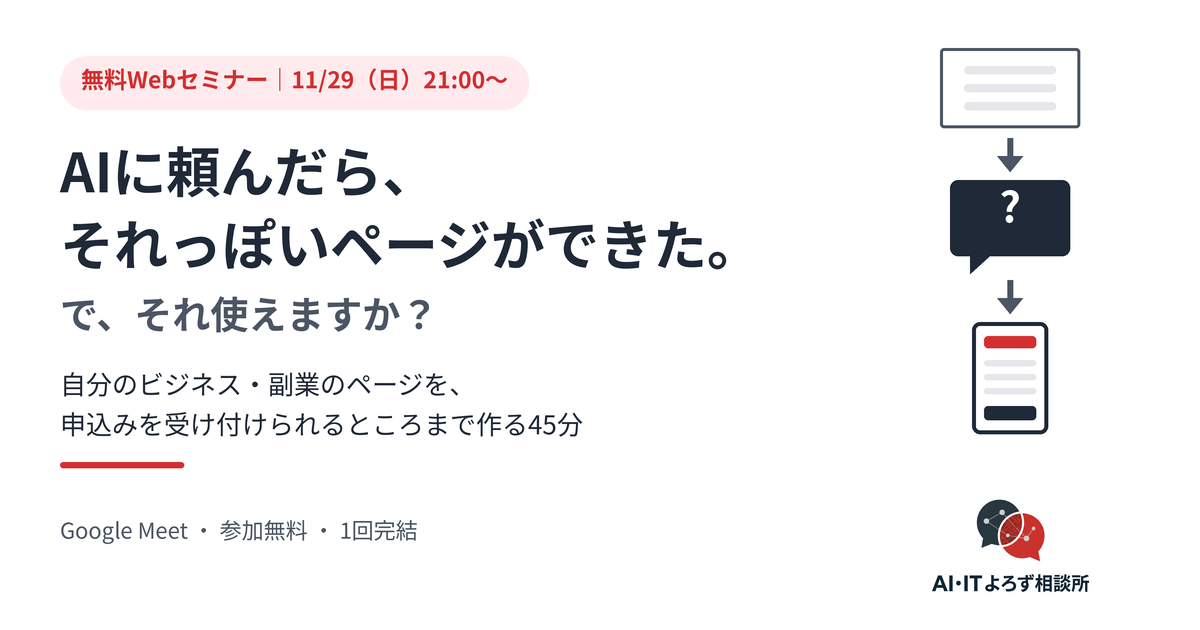 無料Webセミナー｜11/29（日）21:00〜
AIに頼んだら、
それっぽいページができた。
で、それ使えますか？
自分のビジネス・副業のページを、
申込みを受け付けられるところまで作る45分
Google Meet ・ 参加無料 ・ 1回完結
?
AI・ITよろず相談所